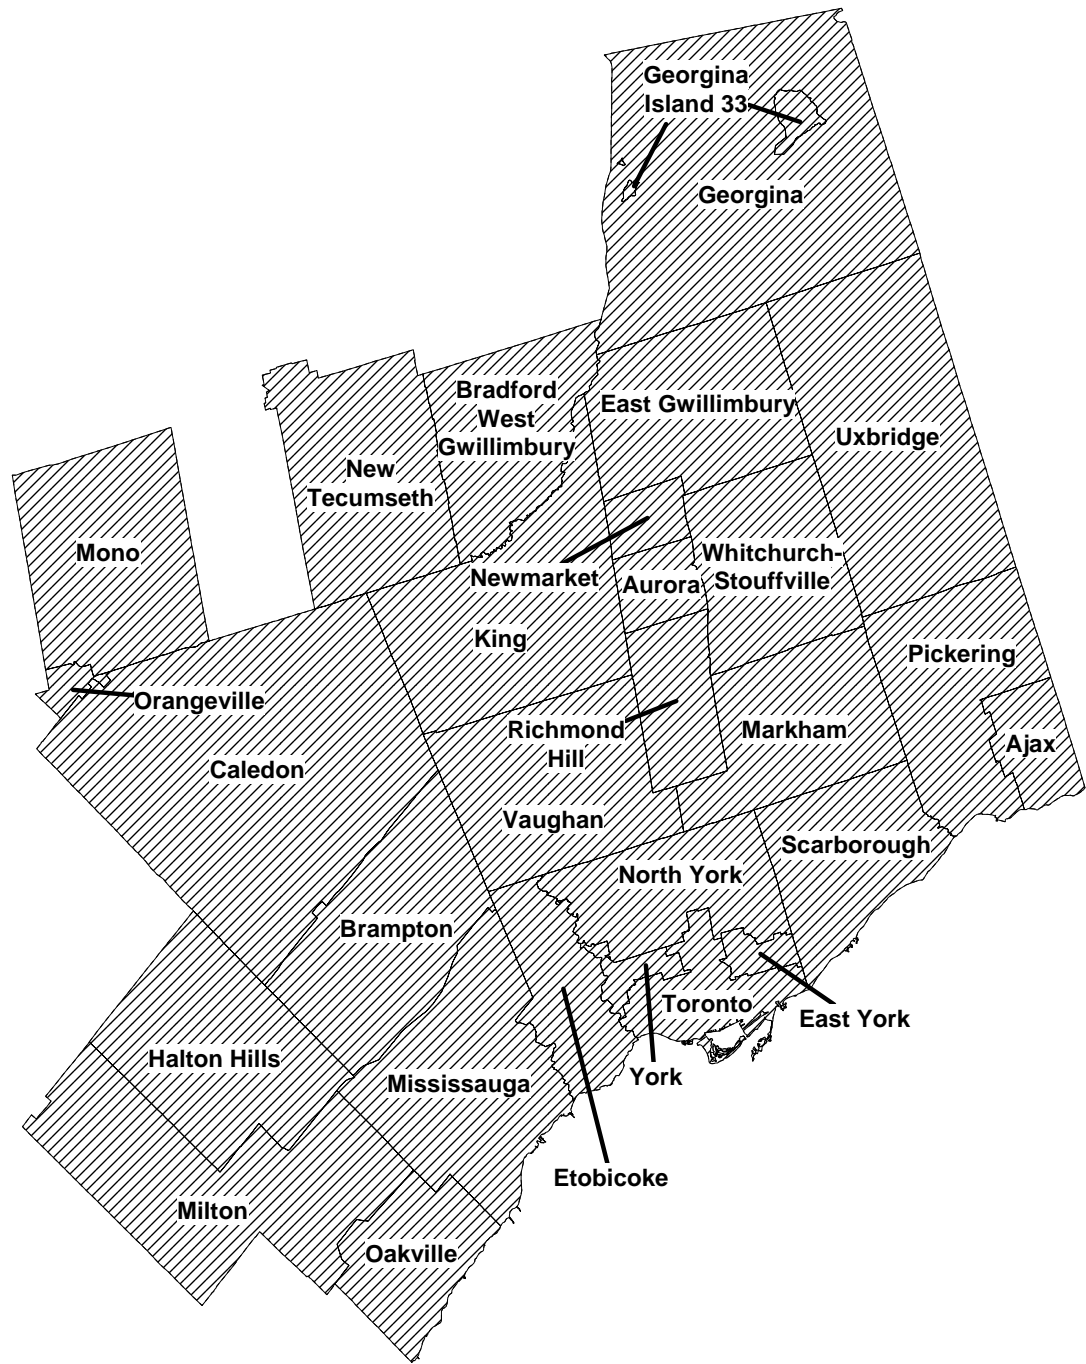 Georgina
Island 33
Georgina
Bradford
West
Gwillimbury
East Gwillimbury
Uxbridge
New
Tecumseth
Mono
Newmarket
Aurora
Whitchurch-
Stouffville
King
Pickering
Orangeville
Richmond
Hill
Markham
Ajax
Caledon
Vaughan
Scarborough
North York
Brampton
Toronto
East York
Halton Hills
Mississauga
York
Etobicoke
Milton
Oakville